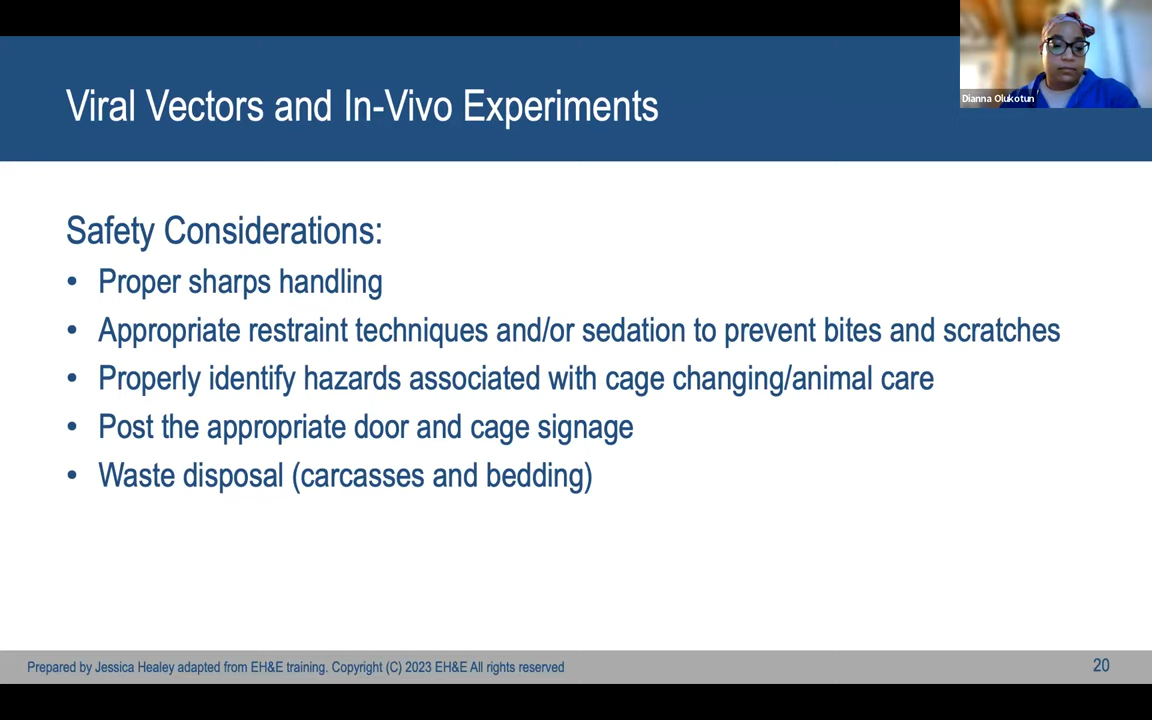 Viral Vectors and In-Vivo Experiments
Dianna Olukotun
Safety Considerations:
• Proper sharps handling
• Appropriate restraint techniques and/or sedation to prevent bites and scratches
• Properly identify hazards associated with cage changing/animal care
• Post the appropriate door and cage signage
• Waste disposal (carcasses and bedding)
Prepared by Jessica Healey adapted from EH&E training. Copyright (C) 2023 EH&E All rights reserved
20